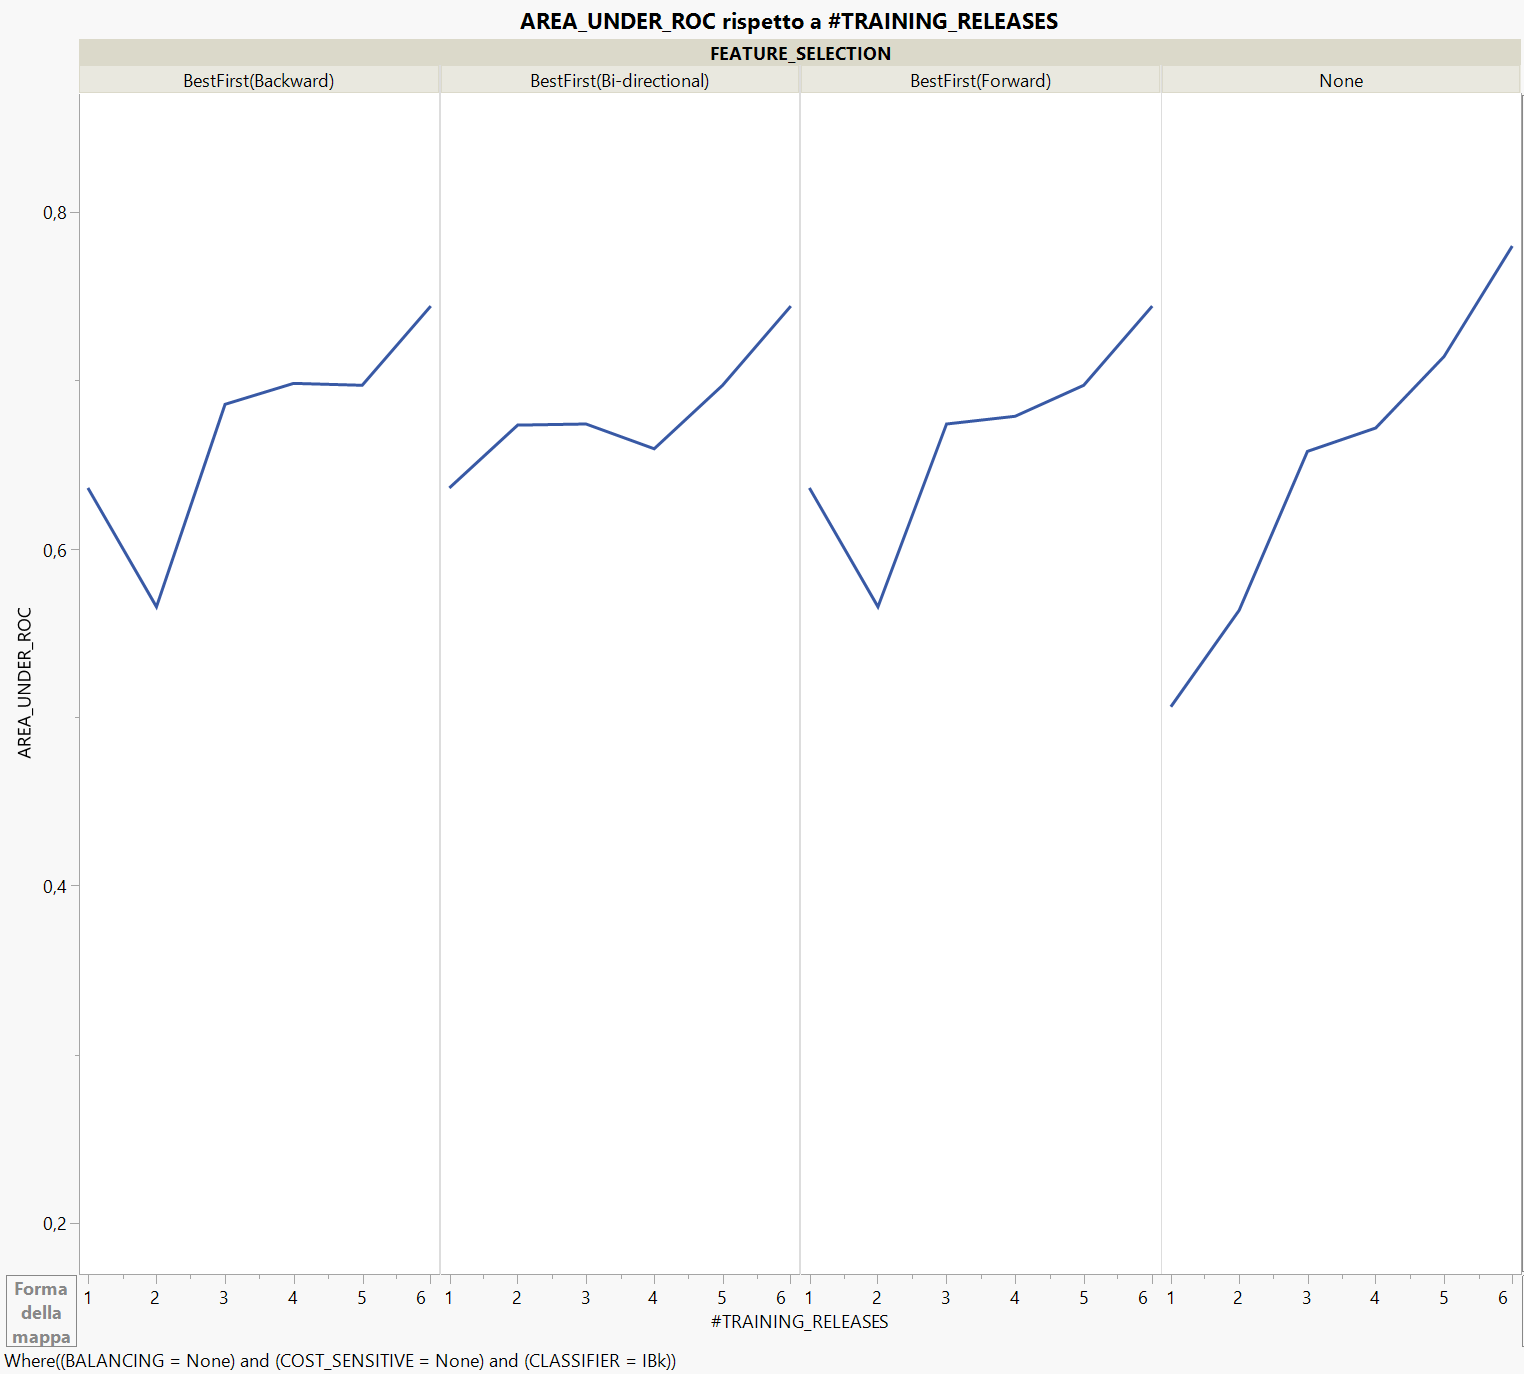 AREA_UNDER_ROC rispetto a #TRAINING_RELEASES
FEATURE_SELECTION
BestFirst(Backward) BestFirst(Bi-directional) BestFirst(Forward) None
0,8
0,6
0,4
0,2
AREA_UNDER_ROC
1 2 3 4 5 6 1 2 3 4 5 6 1 2 3 4 5 6 1 2 3 4 5 6
#TRAINING_RELEASES
Forma
della
mappa
Where((BALANCING = None) and (COST_SENSITIVE = None) and (CLASSIFIER = IBk))